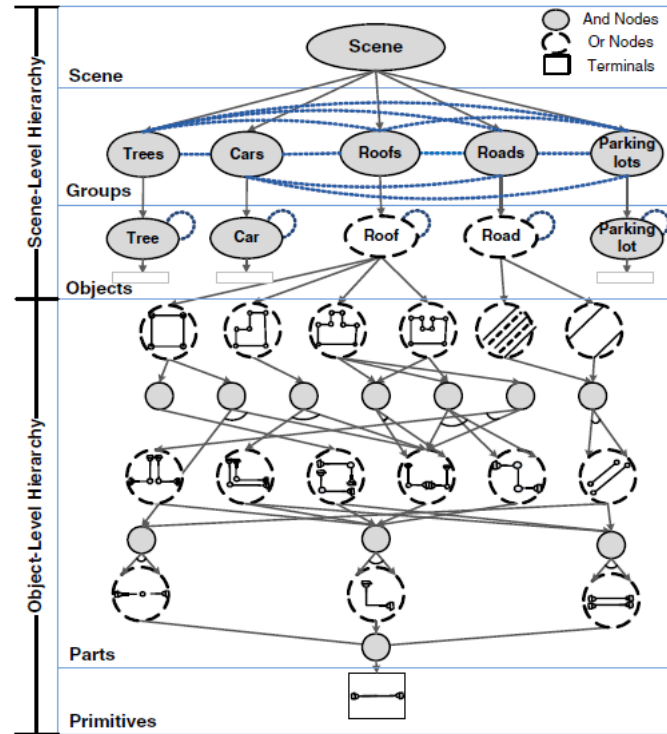 And Nodes
Or Nodes
Terminals
Scene
Scene
Trees
Cars
Roofs
Roads
Parking
lots
Groups
Tree
Car
Roof
Road
Parking
lot
Objects
Parts
Primitives
Scene-Level Hierarchy
Object-Level Hierarchy